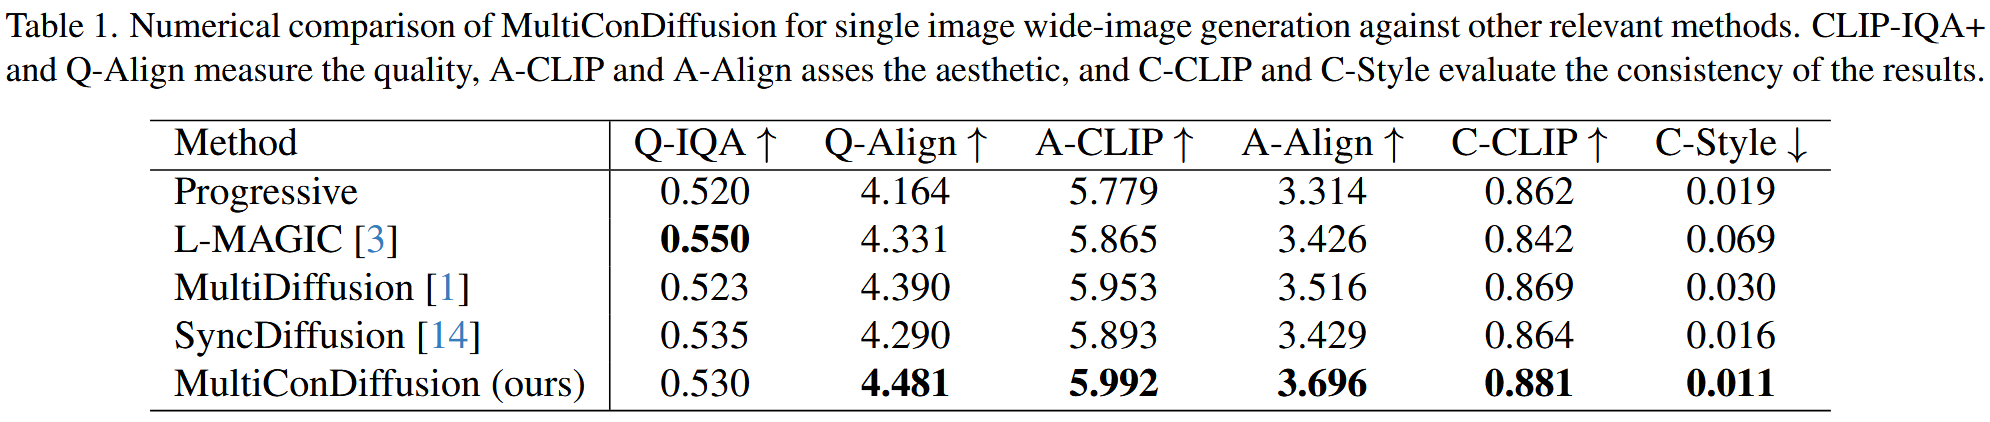 Table 1. Numerical comparison of MultiConDiffusion for single image wide-image generation against other relevant methods. CLIP-IQA+
and Q-Align measure the quality, A-CLIP and A-Align asses the aesthetic, and C-CLIP and C-Style evaluate the consistency of the results.
Method Q-IQA ↑ Q-Align ↑ A-CLIP ↑ A-Align ↑ C-CLIP ↑ C-Style ↓
Progressive 0.520 4.164 5.779 3.314 0.862 0.019
L-MAGIC [3] 0.550 4.331 5.865 3.426 0.842 0.069
MultiDiffusion [1] 0.523 4.390 5.953 3.516 0.869 0.030
SyncDiffusion [14] 0.535 4.290 5.893 3.429 0.864 0.016
MultiConDiffusion (ours) 0.530 4.481 5.992 3.696 0.881 0.011